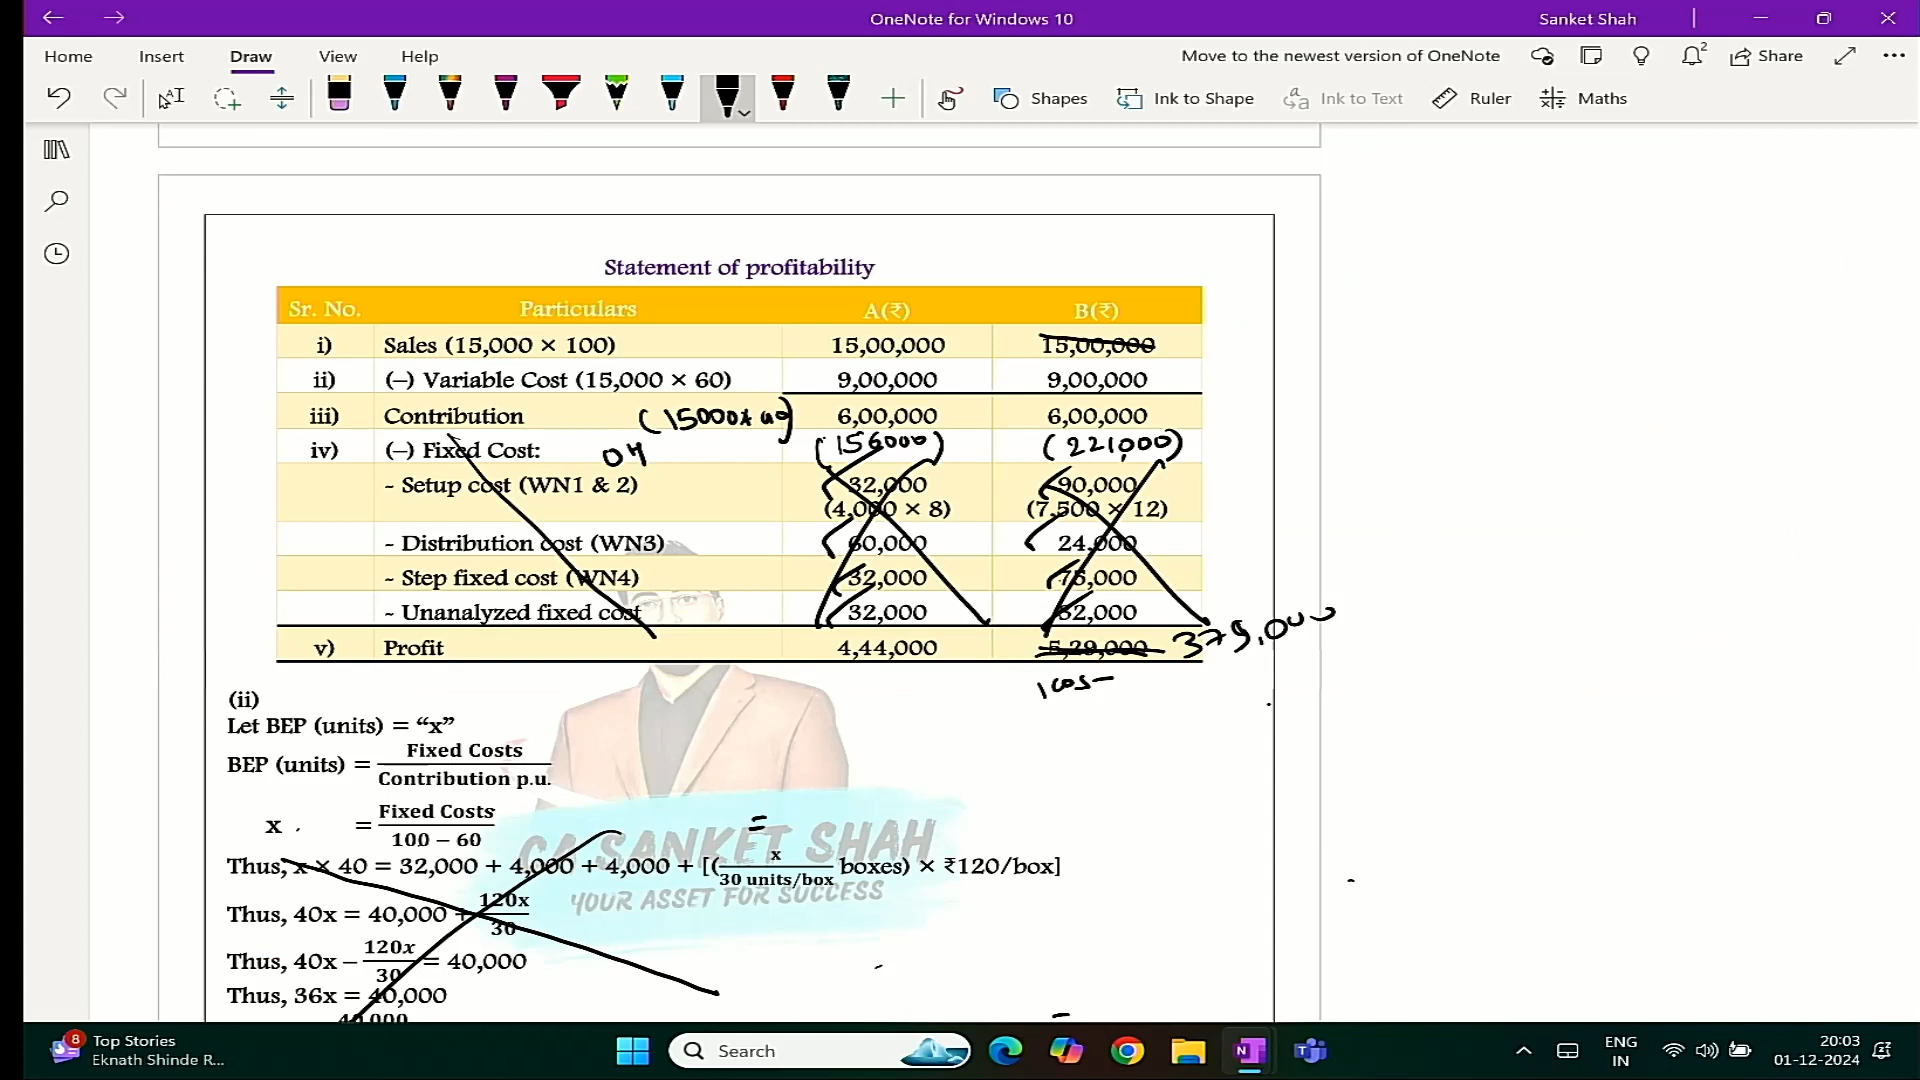 OneNote for Windows 10
Sanket Shah
Home Insert Draw View Help
Move to the newest version of OneNote
2
Share
Shapes
Ink to Shape
Ink to Text
Ruler
Maths
Statement of profitability
Sr. No. Particulars A(₹) B(₹)
i) Sales (15,000 × 100) 15,00,000 15,00,000
ii) (–) Variable Cost (15,000 × 60) 9,00,000 9,00,000
iii) Contribution (15000x40) 6,00,000 6,00,000
iv) (–) Fixed Cost: (156000) (221,000)
- Setup cost (WN1 & 2) 32,000 90,000
(4,000 × 8) (7,500 × 12)
- Distribution cost (WN3) 60,000 24,000
- Step fixed cost (WN4) 32,000 75,000
- Unanalyzed fixed cost 32,000 32,000
v) Profit 4,44,000 5,29,000 379,000
(ii)
Let BEP (units) = “x”
BEP (units) = Fixed Costs / Contribution p.u.
x = Fixed Costs / 100 − 60
=
CA SANKET SHAH
YOUR ASSET FOR SUCCESS
Thus, x × 40 = 32,000 + 4,000 + 4,000 + [(x / 30 units/box boxes) × ₹120/box]
Thus, 40x = 40,000 + 120x / 30
Thus, 40x − 120x / 30 = 40,000
Thus, 36x = 40,000
40,000
8
Top Stories
Eknath Shinde R...
Search
ENG
IN
20:03
01-12-2024